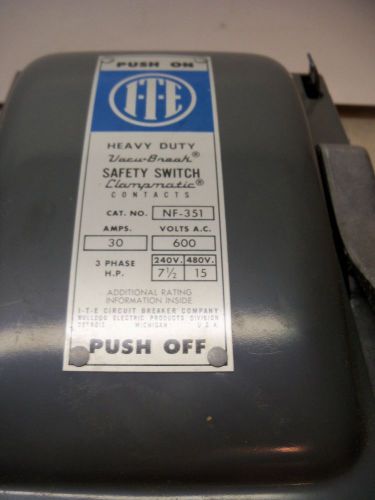 PUSH ON
I-T-E
HEAVY DUTY
Vacu-Break®
SAFETY SWITCH
Clampmatic®
CONTACTS
CAT. NO. NF-351
AMPS. VOLTS A.C.
30 600
3 PHASE H.P. 240V. 480V.
7½ 15
ADDITIONAL RATING
INFORMATION INSIDE
I-T-E CIRCUIT BREAKER COMPANY
BULLDOG ELECTRIC PRODUCTS DIVISION
DETROIT MICHIGAN U.S.A.
PUSH OFF